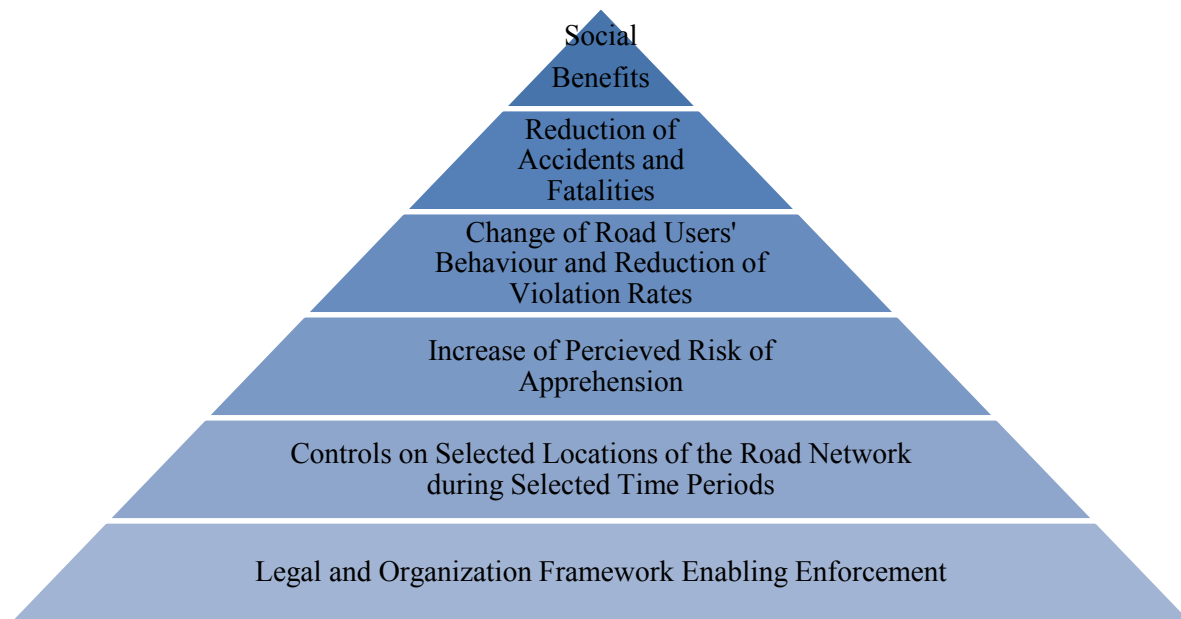 Social
Benefits
Reduction of
Accidents and
Fatalities
Change of Road Users'
Behaviour and Reduction of
Violation Rates
Increase of Percieved Risk of
Apprehension
Controls on Selected Locations of the Road Network
during Selected Time Periods
Legal and Organization Framework Enabling Enforcement